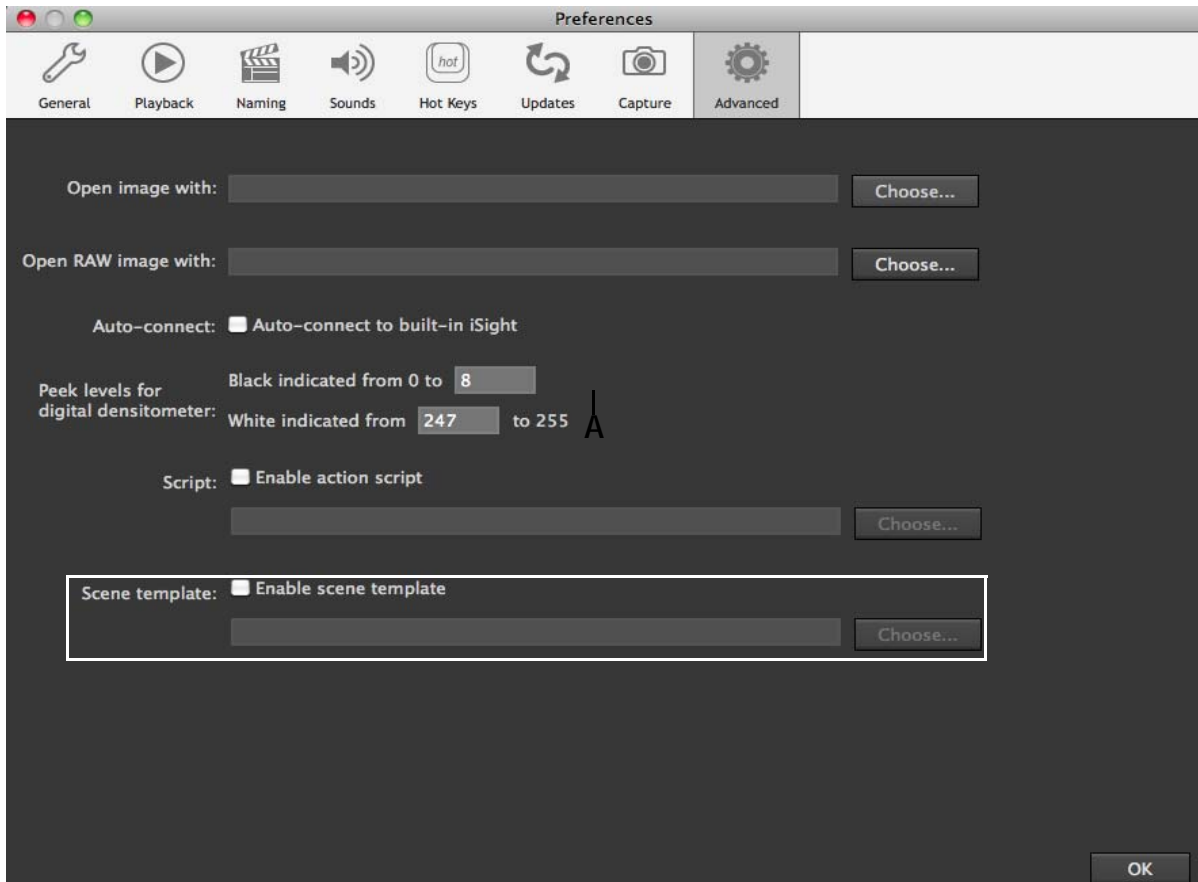 Preferences
General Playback Naming Sounds hot Hot Keys Updates Capture Advanced
Open image with: Choose...
Open RAW image with: Choose...
Auto-connect: Auto-connect to built-in iSight
Peek levels for
digital densitometer:
Black indicated from 0 to 8
White indicated from 247 to 255
A
Script: Enable action script
Choose...
Scene template: Enable scene template
Choose...
OK